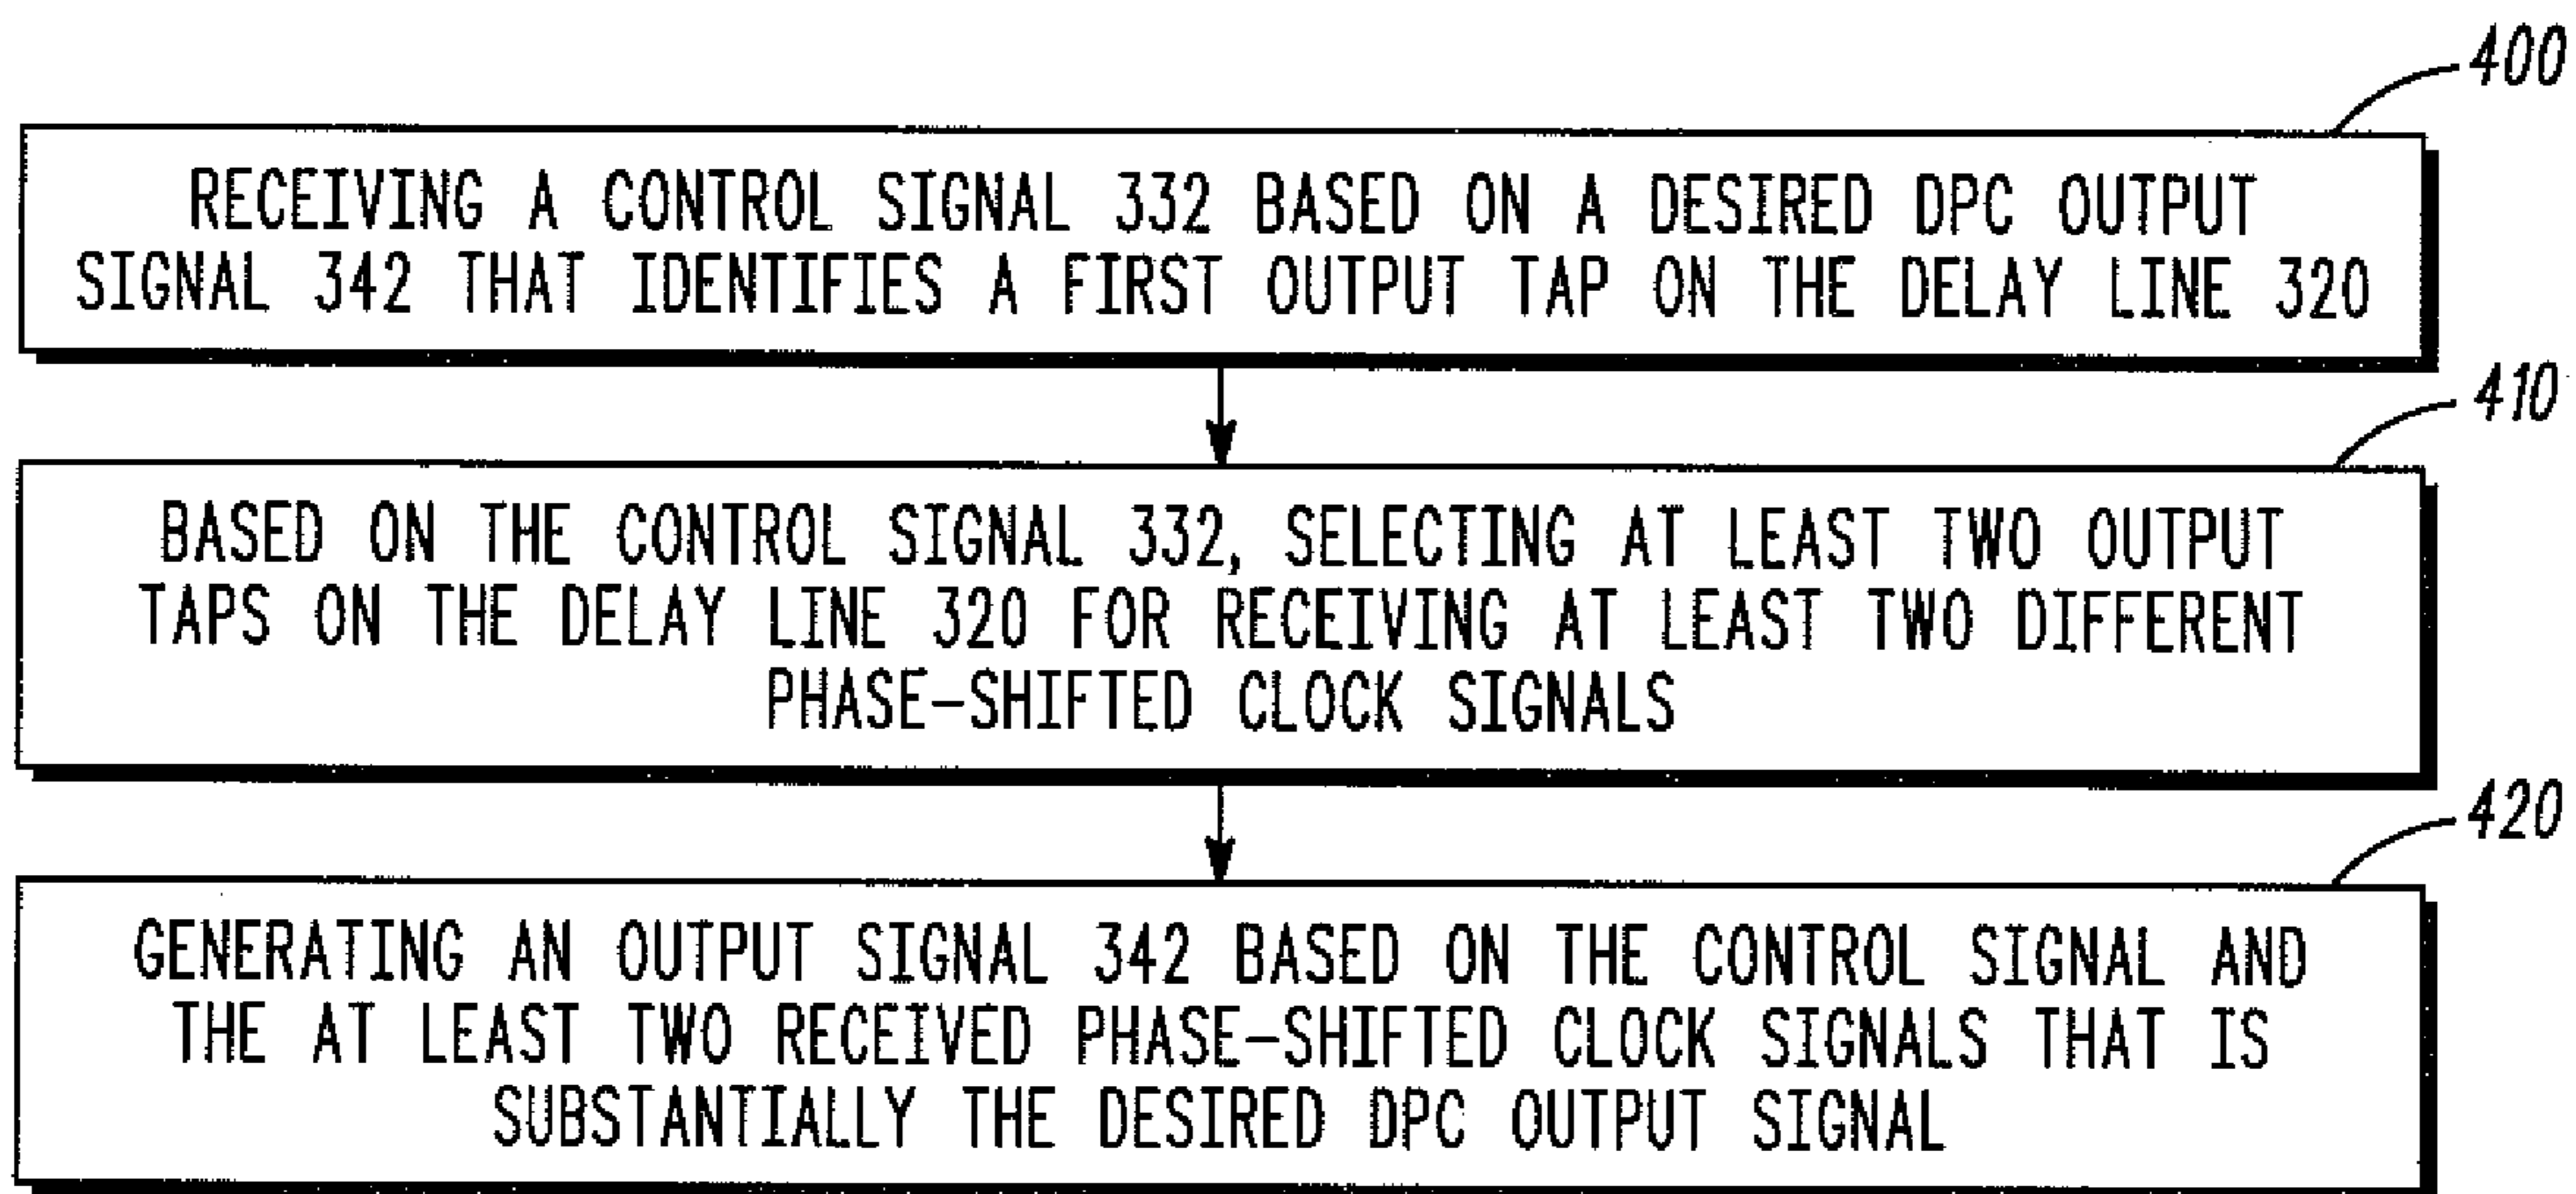 400
RECEIVING A CONTROL SIGNAL 332 BASED ON A DESIRED DPC OUTPUT
SIGNAL 342 THAT IDENTIFIES A FIRST OUTPUT TAP ON THE DELAY LINE 320
410
BASED ON THE CONTROL SIGNAL 332, SELECTING AT LEAST TWO OUTPUT
TAPS ON THE DELAY LINE 320 FOR RECEIVING AT LEAST TWO DIFFERENT
PHASE-SHIFTED CLOCK SIGNALS
420
GENERATING AN OUTPUT SIGNAL 342 BASED ON THE CONTROL SIGNAL AND
THE AT LEAST TWO RECEIVED PHASE-SHIFTED CLOCK SIGNALS THAT IS
SUBSTANTIALLY THE DESIRED DPC OUTPUT SIGNAL